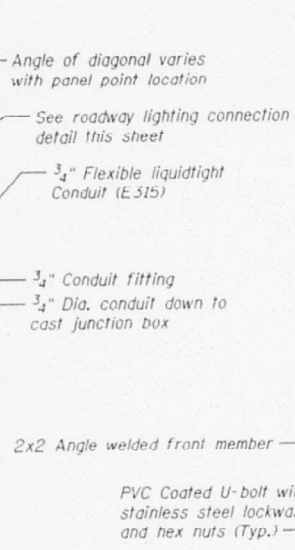 Angle of diagonal varies
with panel point location
See roadway lighting connection
detail this sheet
3/4" Flexible liquidtight
Conduit (E315)
3/4" Conduit fitting
3/4" Dia. conduit down to
cast junction box
2x2 Angle welded front member
PVC Coated U-bolt wi
stainless steel lockwa
and hex nuts (Typ.)